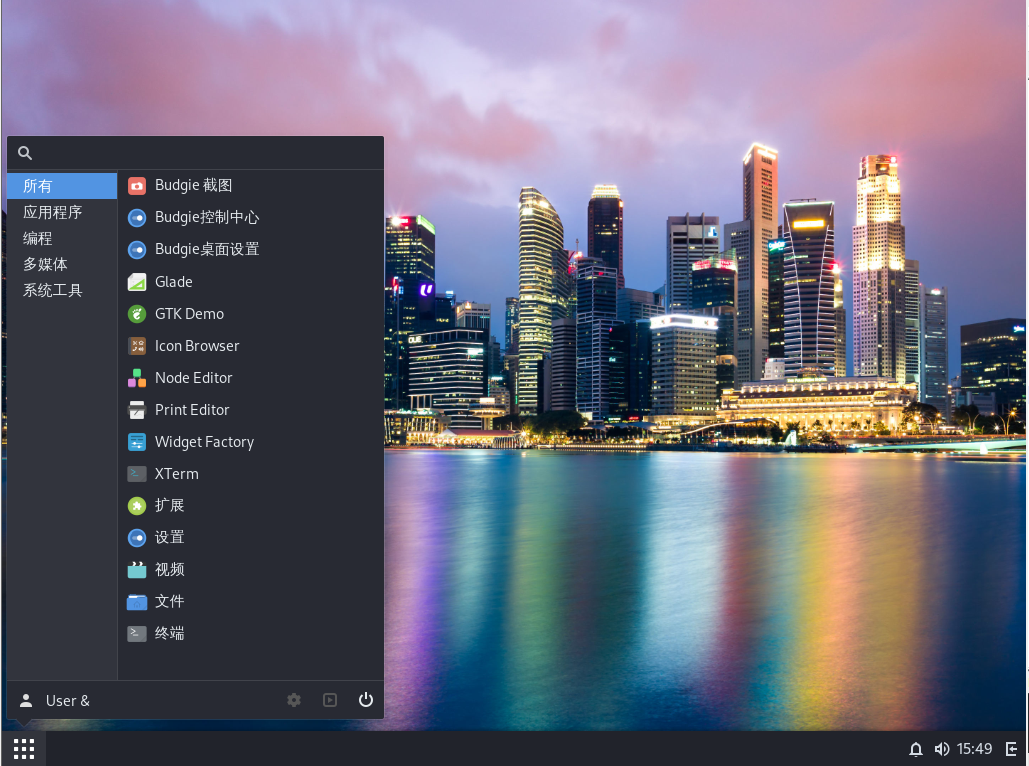 所有
应用程序
编程
多媒体
系统工具
Budgie 截图
Budgie控制中心
Budgie桌面设置
Glade
GTK Demo
Icon Browser
Node Editor
Print Editor
Widget Factory
XTerm
扩展
设置
视频
文件
终端
User &
15:49